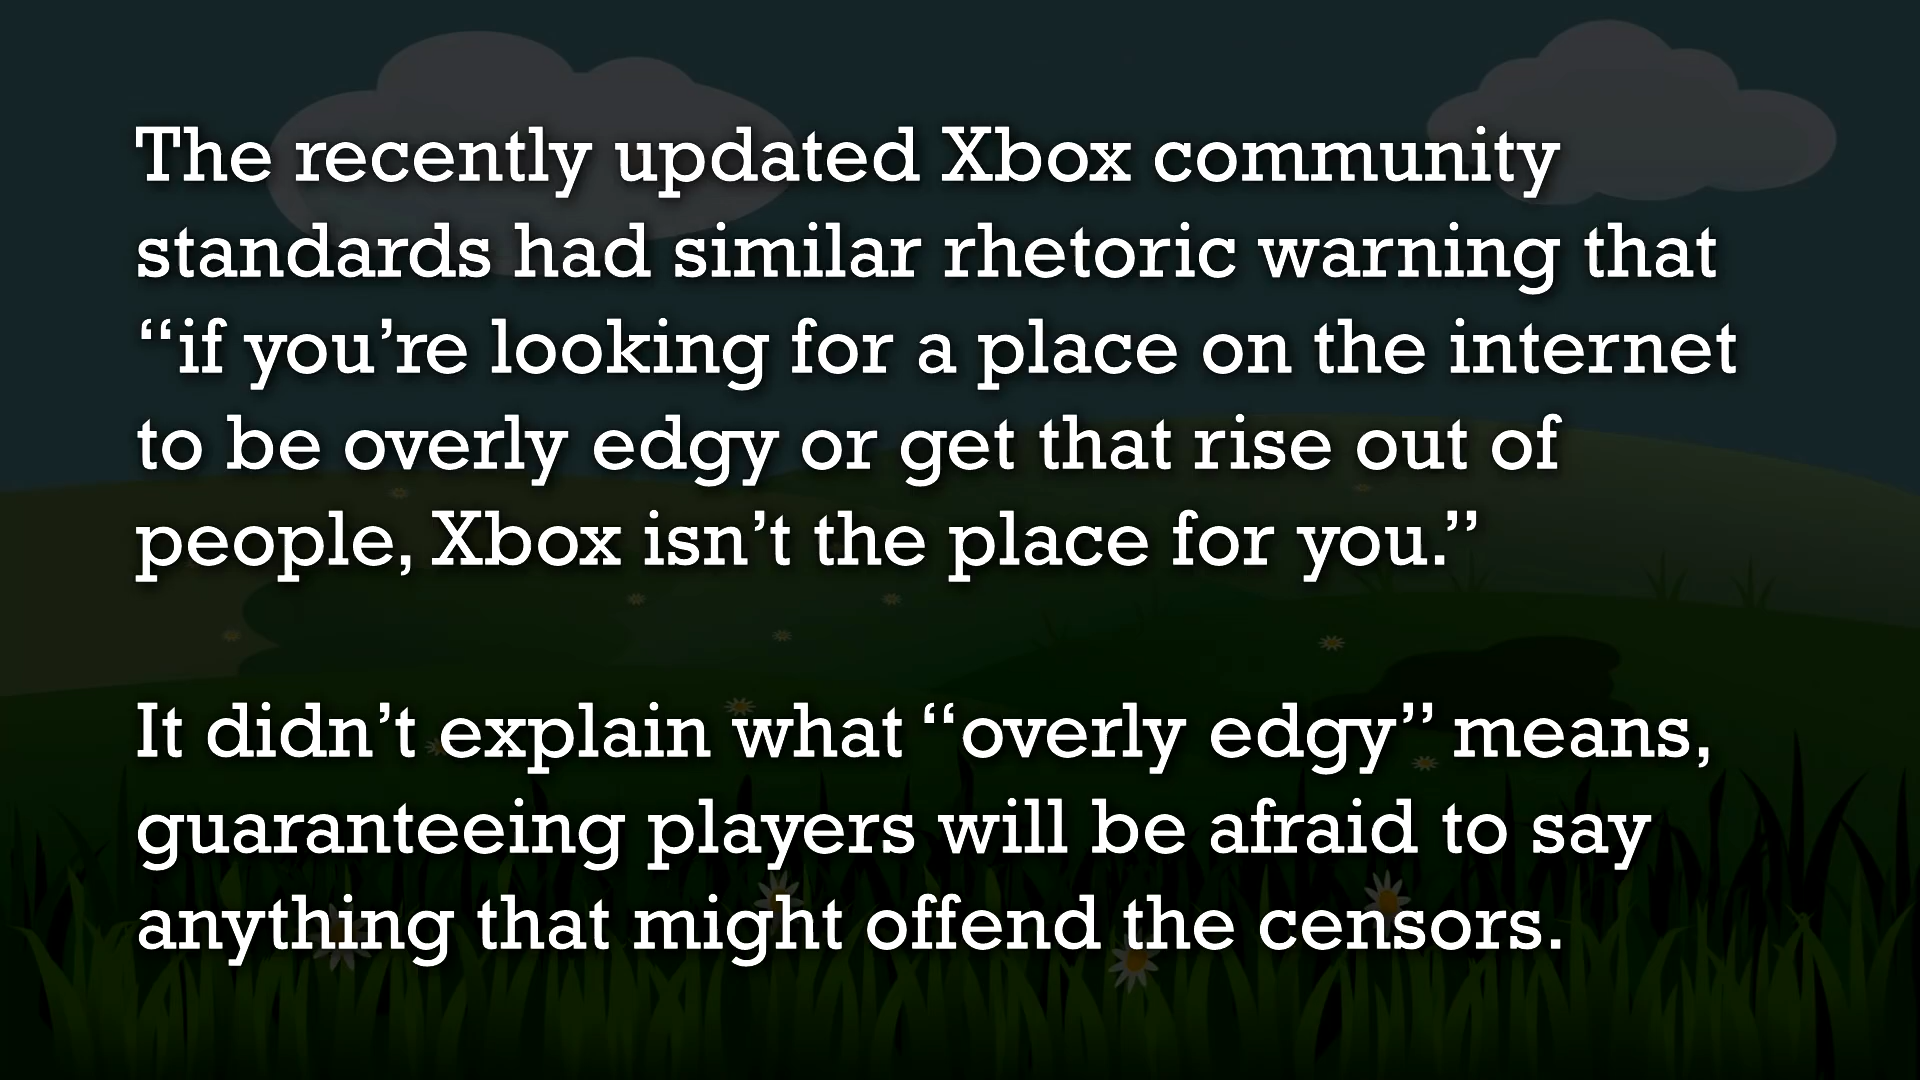 The recently updated Xbox community
standards had similar rhetoric warning that
“if you’re looking for a place on the internet
to be overly edgy or get that rise out of
people, Xbox isn’t the place for you.”
It didn’t explain what “overly edgy” means,
guaranteeing players will be afraid to say
anything that might offend the censors.